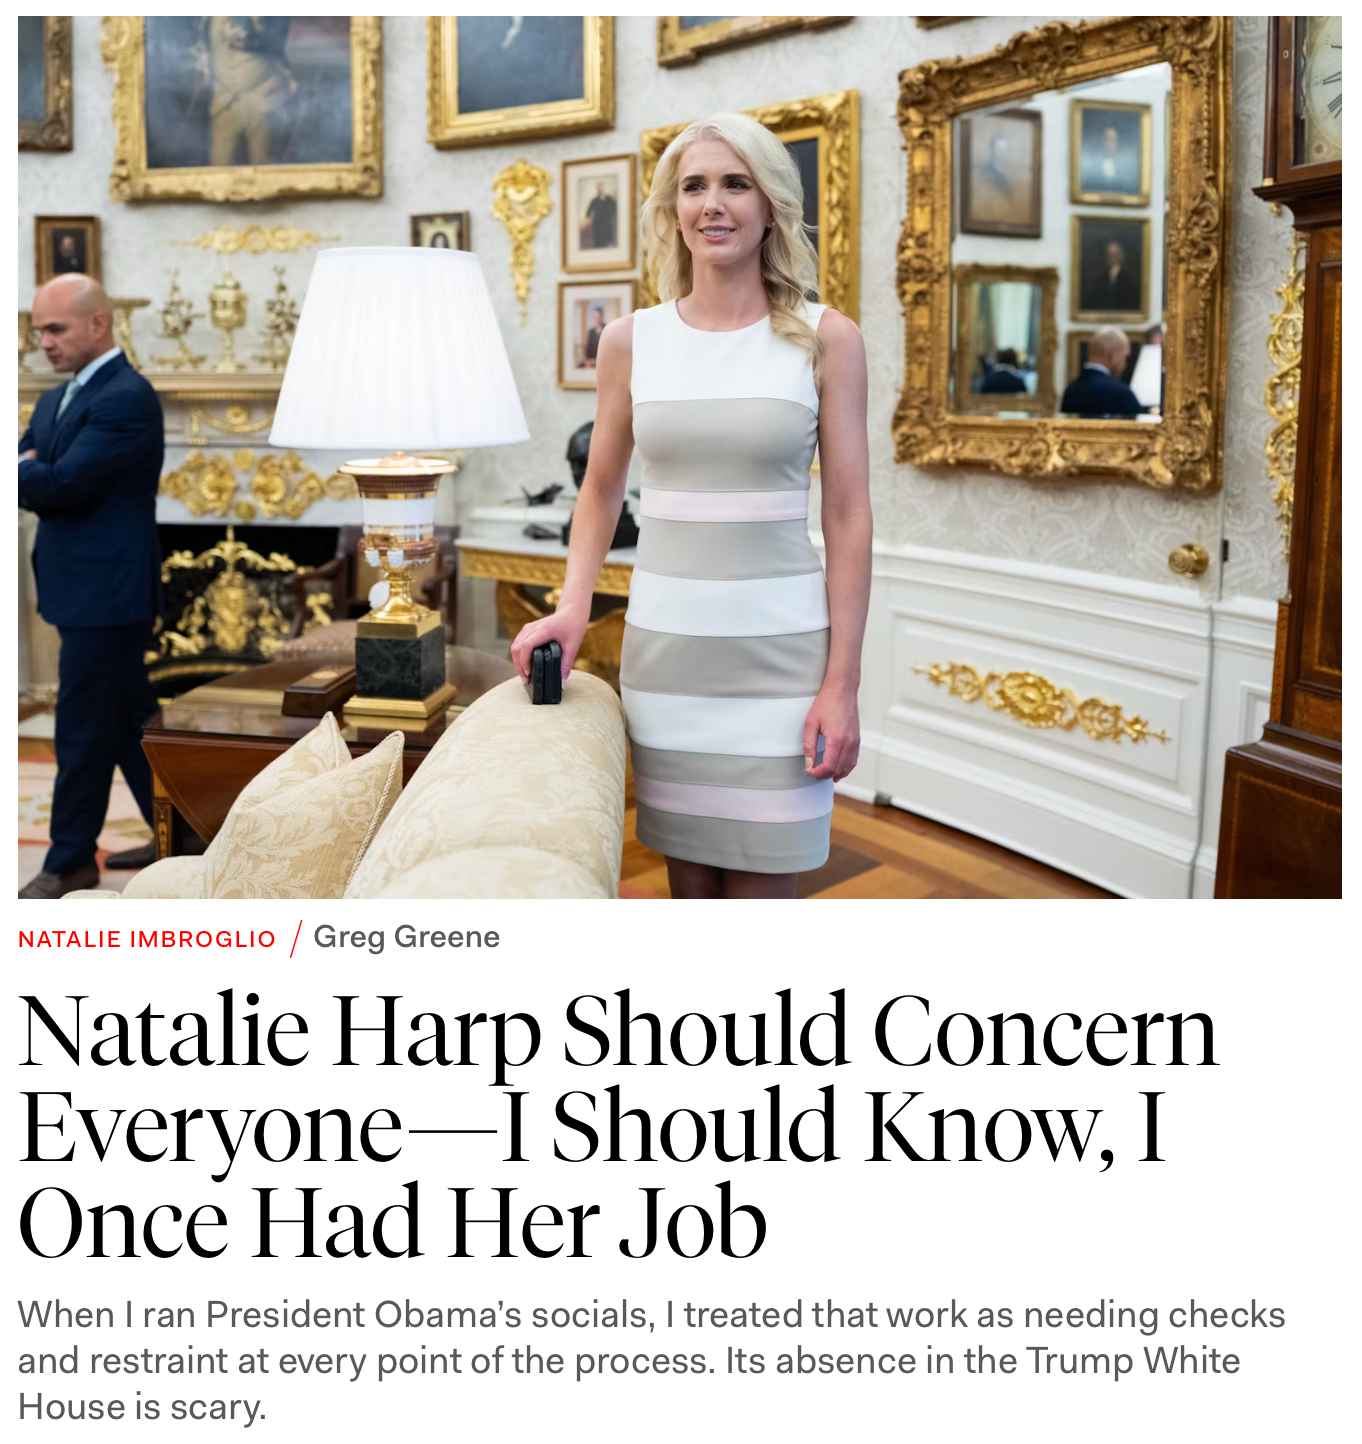 NATALIE IMBROGLIO / Greg Greene
Natalie Harp Should Concern
Everyone—I Should Know, I
Once Had Her Job
When I ran President Obama’s socials, I treated that work as needing checks
and restraint at every point of the process. Its absence in the Trump White
House is scary.